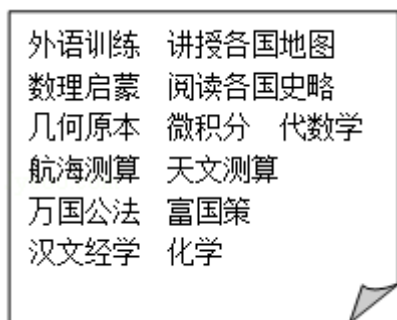 外语训练 讲授各国地图
数理启蒙 阅读各国史略
几何原本 微积分 代数学
航海测算 天文测算
万国公法 富国策
汉文经学 化学